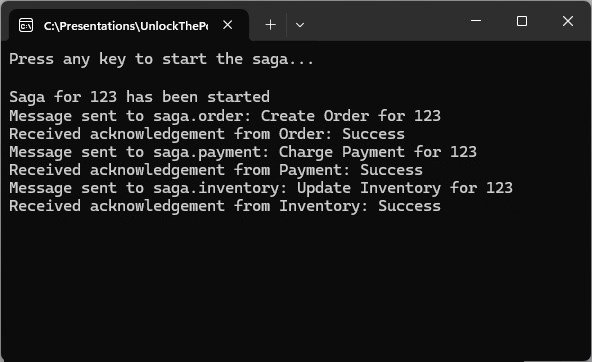 C:\Presentations\UnlockThePo
Press any key to start the saga...
Saga for 123 has been started
Message sent to saga.order: Create Order for 123
Received acknowledgement from Order: Success
Message sent to saga.payment: Charge Payment for 123
Received acknowledgement from Payment: Success
Message sent to saga.inventory: Update Inventory for 123
Received acknowledgement from Inventory: Success